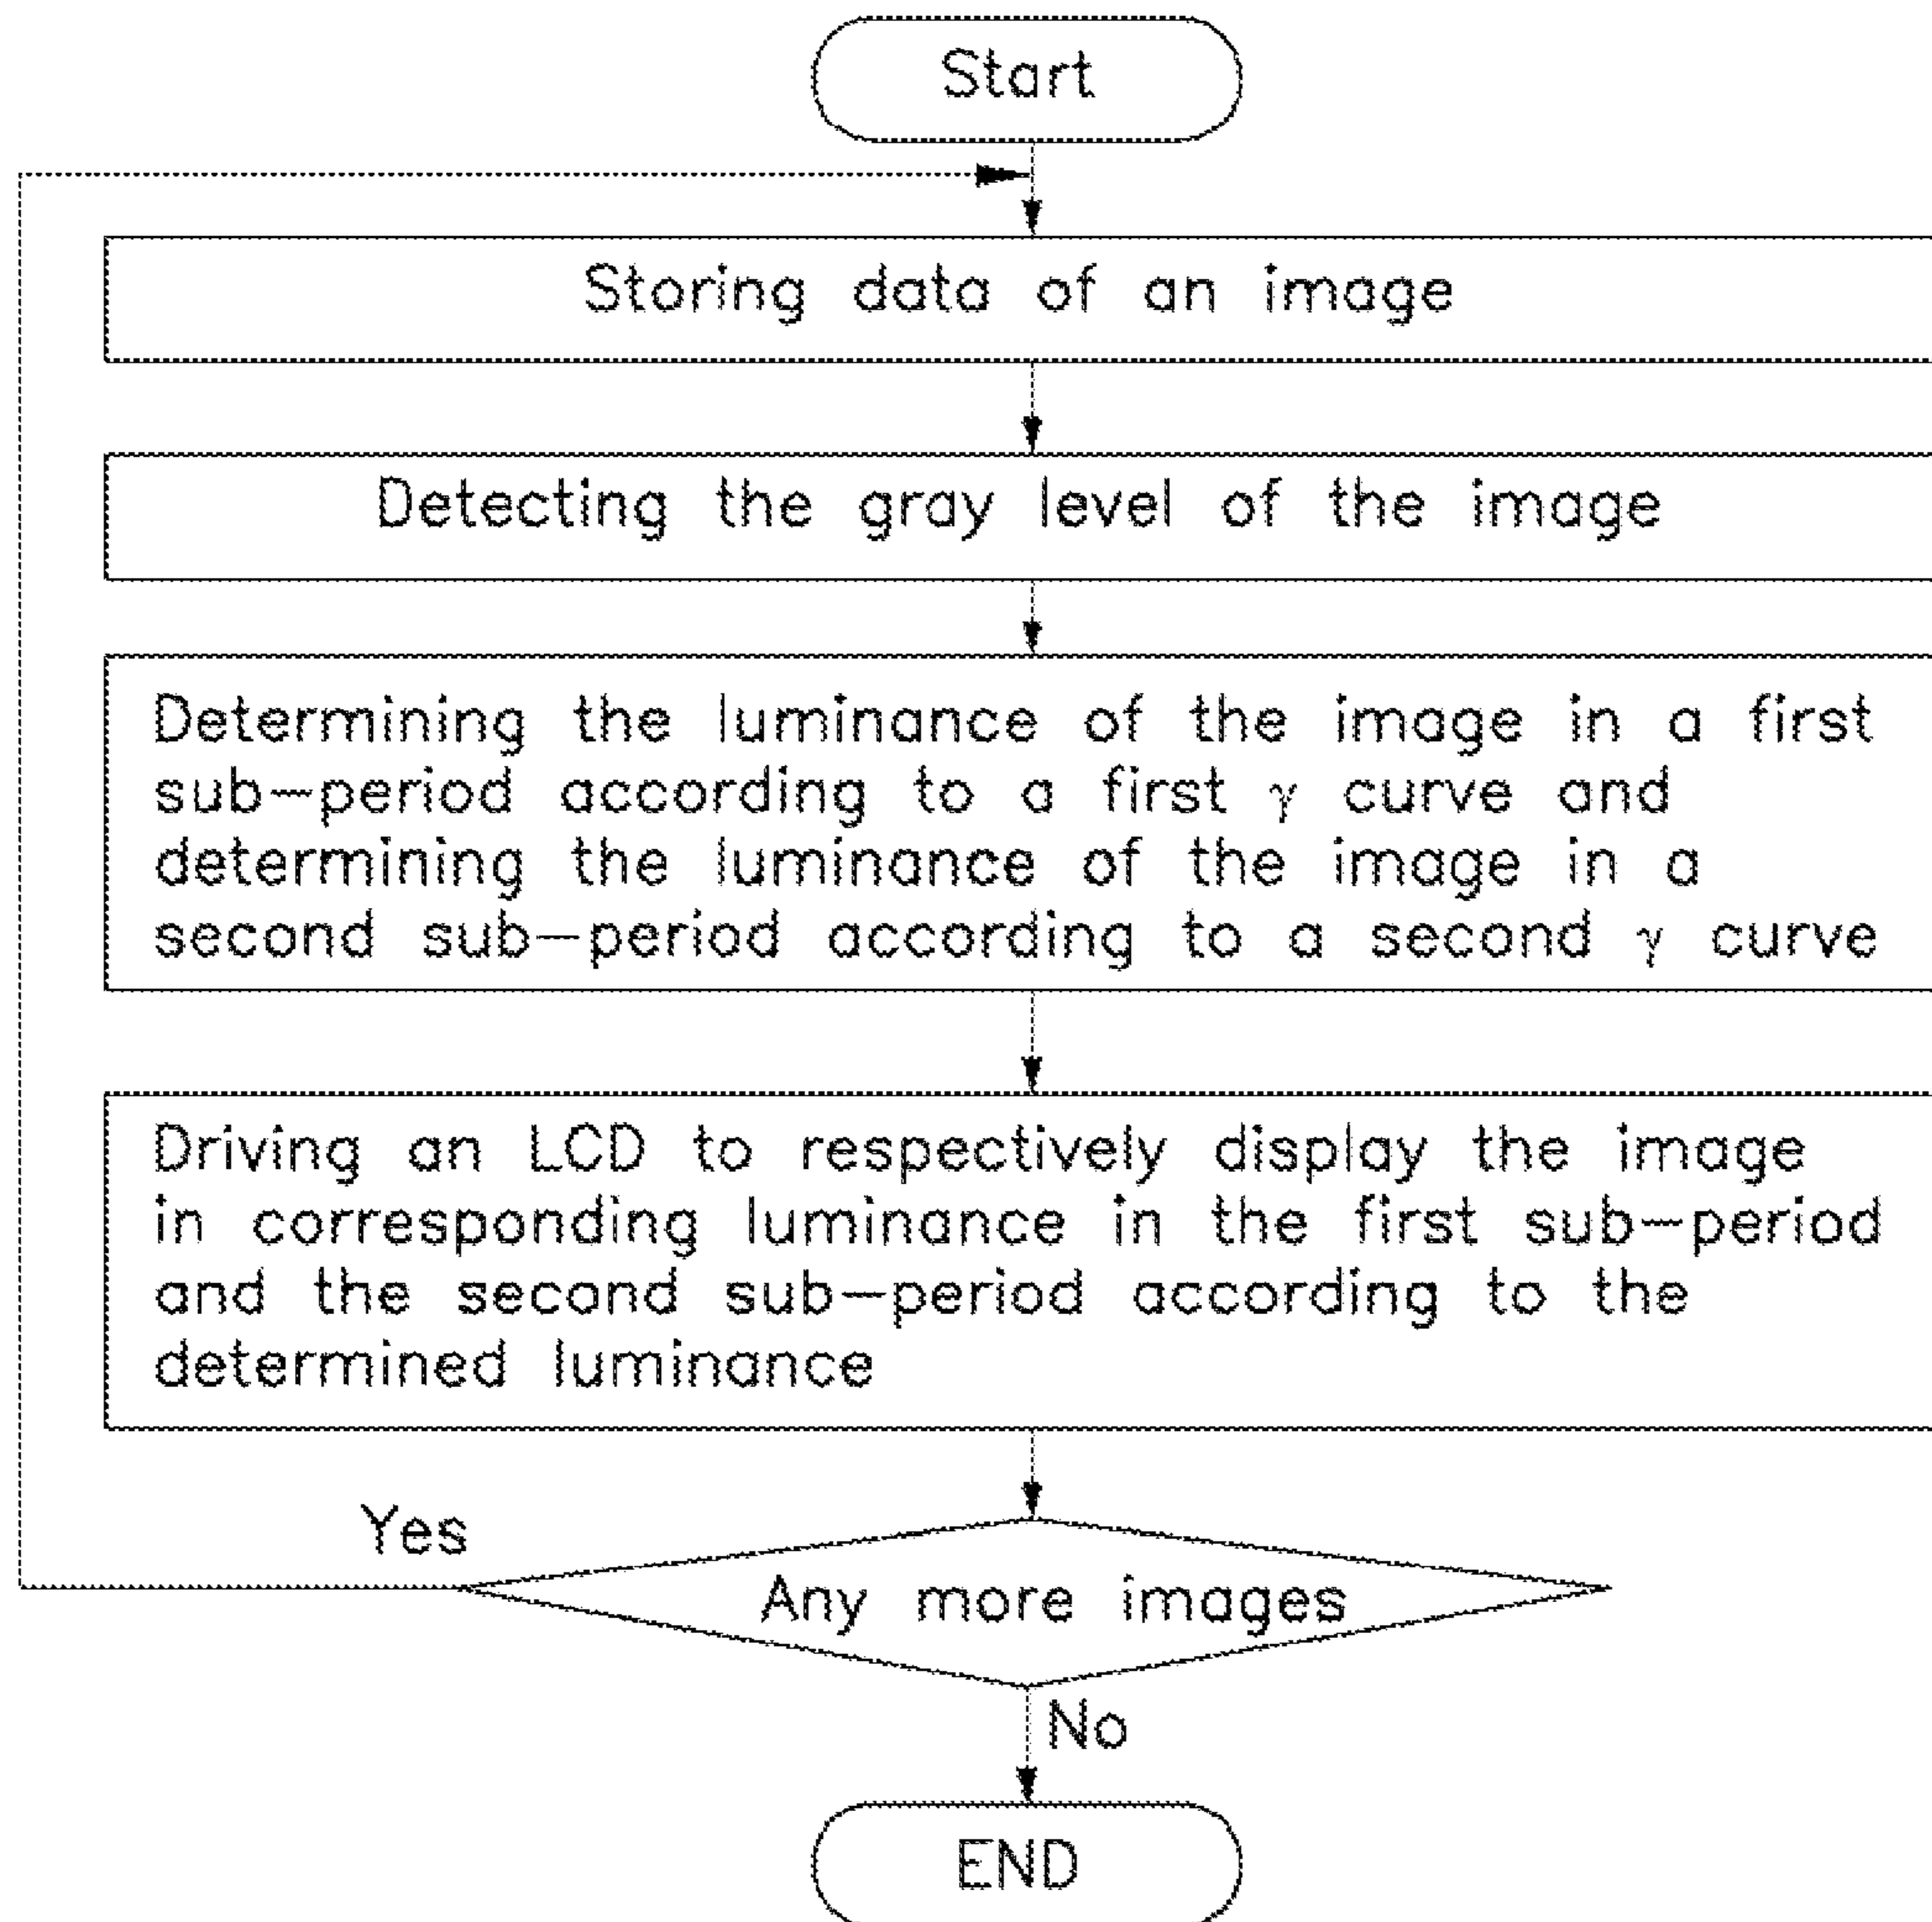 Start
Storing data of an image
Detecting the gray level of the image
Determining the luminance of the image in a first
sub-period according to a first γ curve and
determining the luminance of the image in a
second sub-period according to a second γ curve
Driving an LCD to respectively display the image
in corresponding luminance in the first sub-period
and the second sub-period according to the
determined luminance
Yes
Any more images
No
END